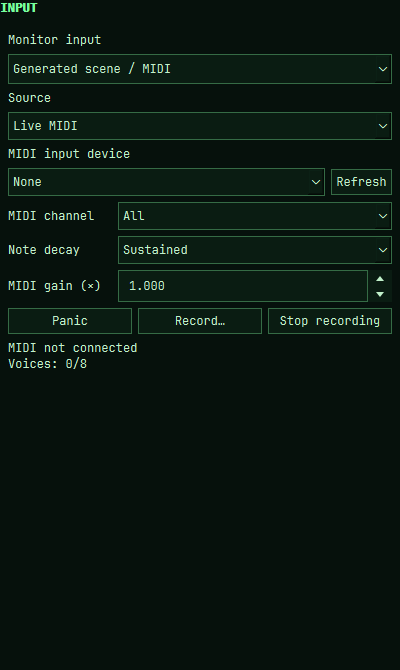 INPUT
Monitor input
Generated scene / MIDI
Source
Live MIDI
MIDI input device
None Refresh
MIDI channel All
Note decay Sustained
MIDI gain (×) 1.000
Panic Record… Stop recording
MIDI not connected
Voices: 0/8